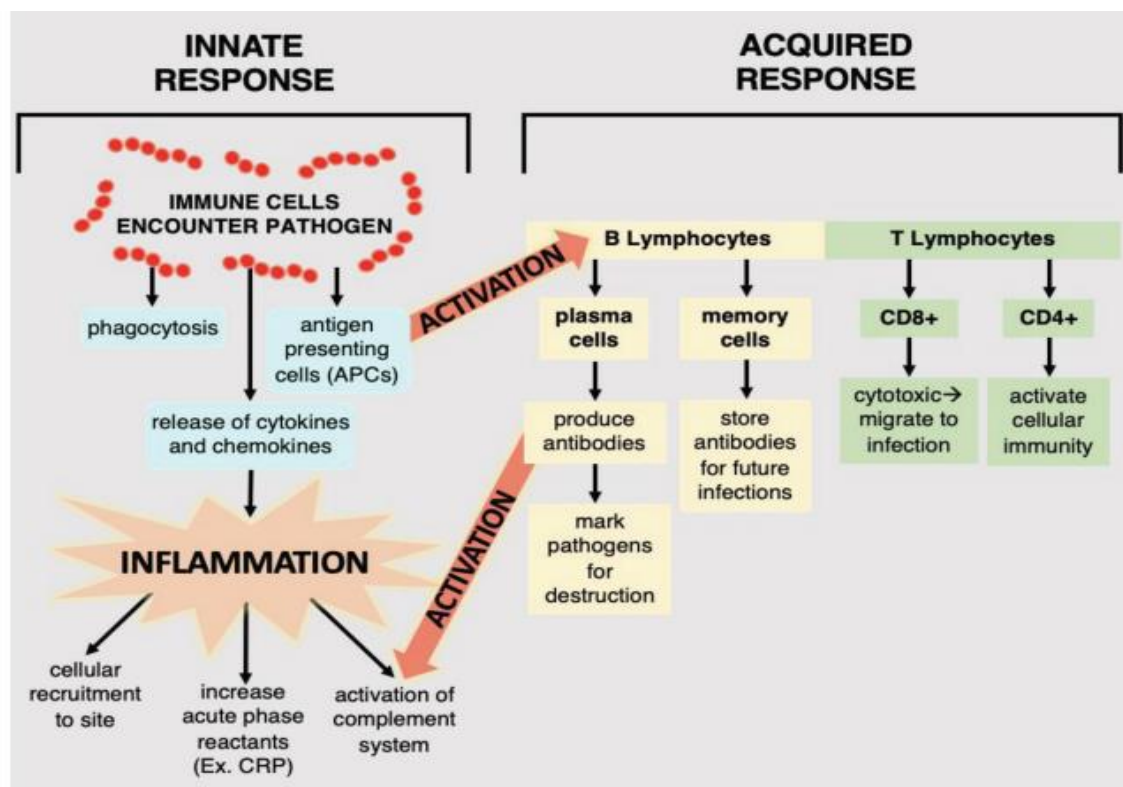 INNATE
RESPONSE
ACQUIRED
RESPONSE
IMMUNE CELLS
ENCOUNTER PATHOGEN
phagocytosis
antigen
presenting
cells (APCs)
release of cytokines
and chemokines
INFLAMMATION
cellular
recruitment
to site
increase
acute phase
reactants
(Ex. CRP)
activation of
complement
system
ACTIVATION
ACTIVATION
B Lymphocytes
plasma
cells
produce
antibodies
mark
pathogens
for
destruction
memory
cells
store
antibodies
for future
infections
T Lymphocytes
CD8+
cytotoxic→
migrate to
infection
CD4+
activate
cellular
immunity